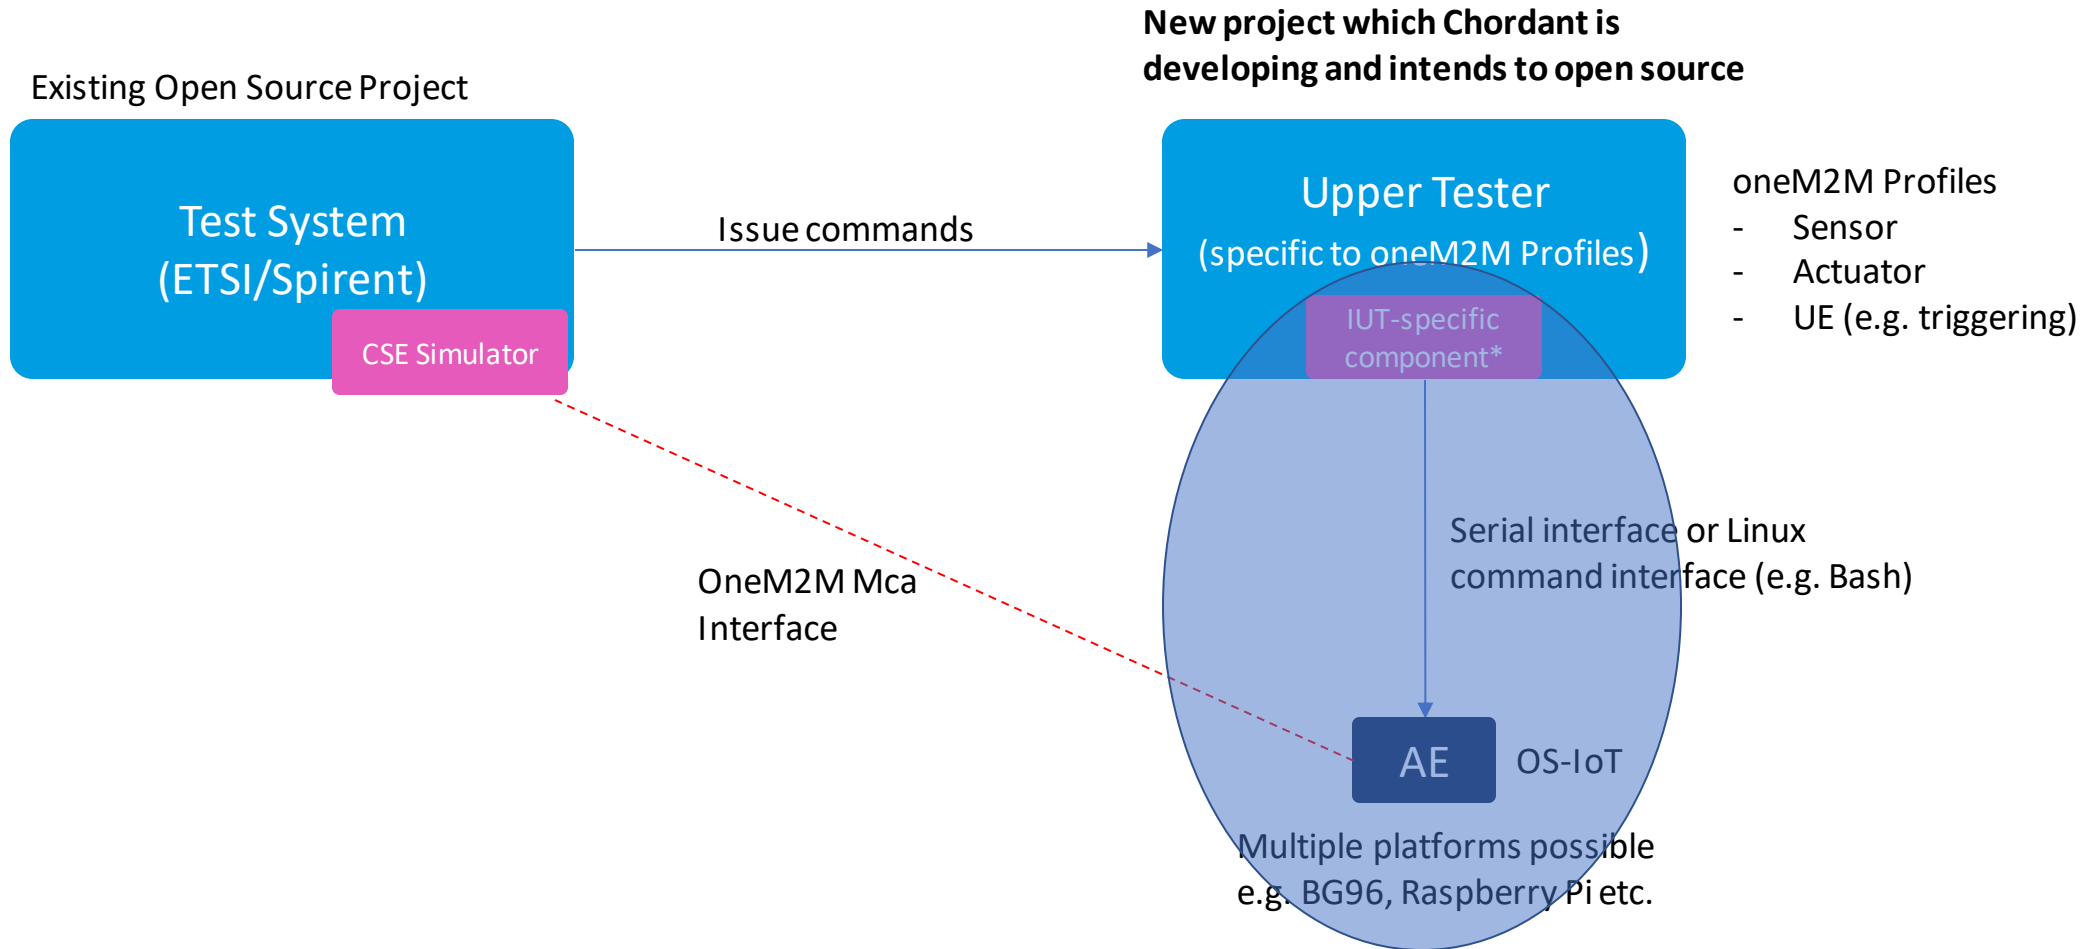 New project which Chordant is
developing and intends to open source
Existing Open Source Project
Test System
(ETSI/Spirent)
CSE Simulator
Issue commands
Upper Tester
(specific to oneM2M Profiles)
IUT-specific
component*
oneM2M Profiles
- Sensor
- Actuator
- UE (e.g. triggering)
Serial interface or Linux
command interface (e.g. Bash)
OneM2M Mca
Interface
AE
OS-IoT
Multiple platforms possible
e.g. BG96, Raspberry Pi etc.